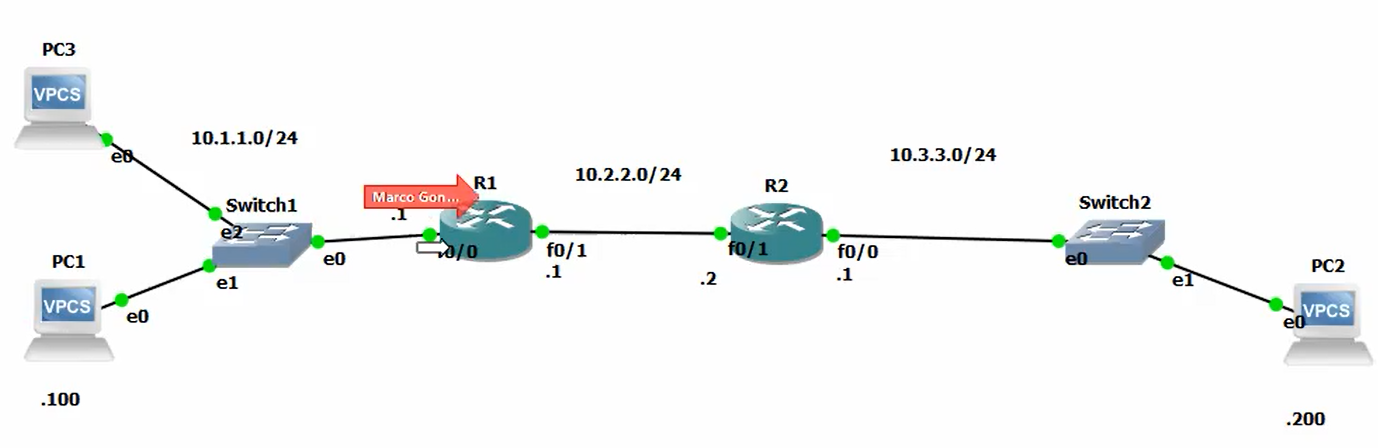 PC3
VPCS
e0
10.1.1.0/24
Switch1
e2
e1
e0
PC1
VPCS
e0
.100
Marco Gon...
.1
R1
f0/1
.1
10.2.2.0/24
R2
f0/1
.2
f0/0
.1
10.3.3.0/24
Switch2
e0
e1
PC2
VPCS
e0
.200